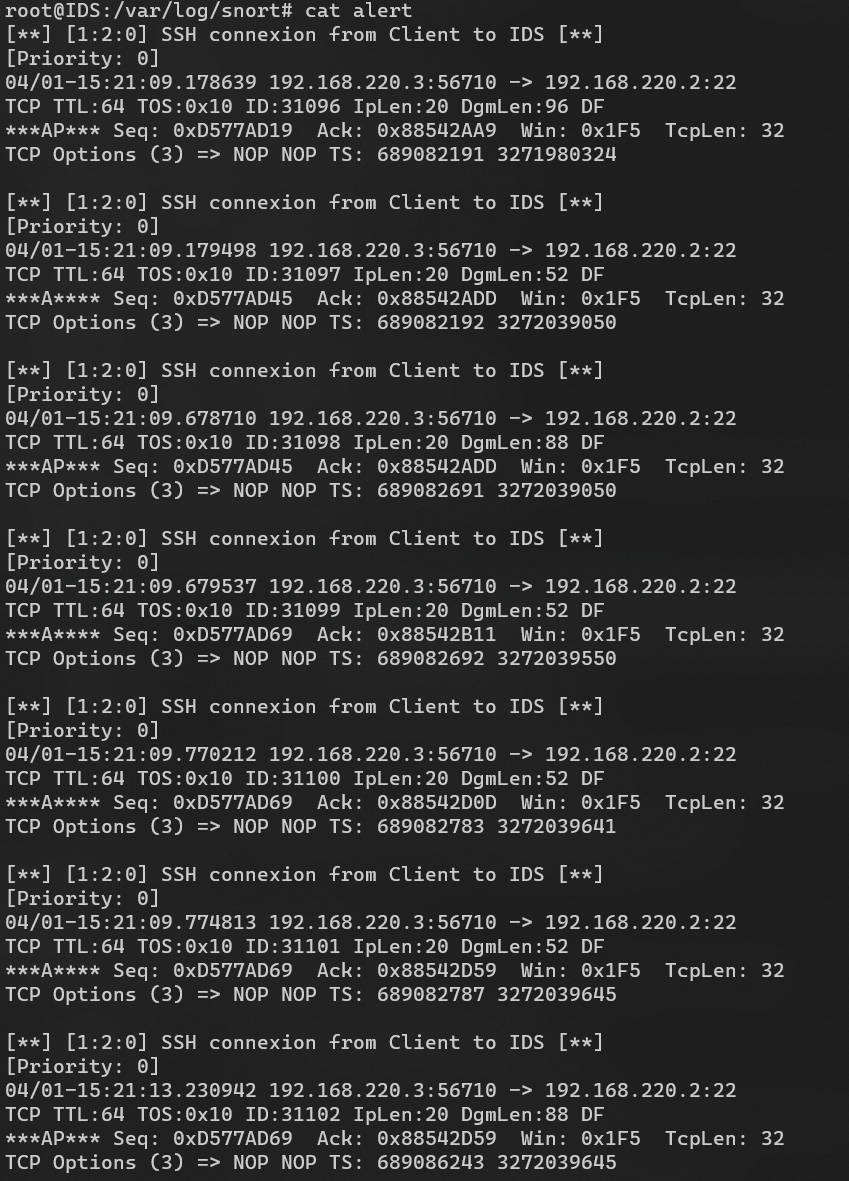 root@IDS:/var/log/snort# cat alert
[**] [1:2:0] SSH connexion from Client to IDS [**]
[Priority: 0]
04/01-15:21:09.178639 192.168.220.3:56710 -> 192.168.220.2:22
TCP TTL:64 TOS:0x10 ID:31096 IpLen:20 DgmLen:96 DF
***AP*** Seq: 0xD577AD19  Ack: 0x88542AA9  Win: 0x1F5  TcpLen: 32
TCP Options (3) => NOP NOP TS: 689082191 3271980324

[**] [1:2:0] SSH connexion from Client to IDS [**]
[Priority: 0]
04/01-15:21:09.179498 192.168.220.3:56710 -> 192.168.220.2:22
TCP TTL:64 TOS:0x10 ID:31097 IpLen:20 DgmLen:52 DF
***A**** Seq: 0xD577AD45  Ack: 0x88542ADD  Win: 0x1F5  TcpLen: 32
TCP Options (3) => NOP NOP TS: 689082192 3272039050

[**] [1:2:0] SSH connexion from Client to IDS [**]
[Priority: 0]
04/01-15:21:09.678710 192.168.220.3:56710 -> 192.168.220.2:22
TCP TTL:64 TOS:0x10 ID:31098 IpLen:20 DgmLen:88 DF
***AP*** Seq: 0xD577AD45  Ack: 0x88542ADD  Win: 0x1F5  TcpLen: 32
TCP Options (3) => NOP NOP TS: 689082691 3272039050

[**] [1:2:0] SSH connexion from Client to IDS [**]
[Priority: 0]
04/01-15:21:09.679537 192.168.220.3:56710 -> 192.168.220.2:22
TCP TTL:64 TOS:0x10 ID:31099 IpLen:20 DgmLen:52 DF
***A**** Seq: 0xD577AD69  Ack: 0x88542B11  Win: 0x1F5  TcpLen: 32
TCP Options (3) => NOP NOP TS: 689082692 3272039550

[**] [1:2:0] SSH connexion from Client to IDS [**]
[Priority: 0]
04/01-15:21:09.770212 192.168.220.3:56710 -> 192.168.220.2:22
TCP TTL:64 TOS:0x10 ID:31100 IpLen:20 DgmLen:52 DF
***A**** Seq: 0xD577AD69  Ack: 0x88542D0D  Win: 0x1F5  TcpLen: 32
TCP Options (3) => NOP NOP TS: 689082783 3272039641

[**] [1:2:0] SSH connexion from Client to IDS [**]
[Priority: 0]
04/01-15:21:09.774813 192.168.220.3:56710 -> 192.168.220.2:22
TCP TTL:64 TOS:0x10 ID:31101 IpLen:20 DgmLen:52 DF
***A**** Seq: 0xD577AD69  Ack: 0x88542D59  Win: 0x1F5  TcpLen: 32
TCP Options (3) => NOP NOP TS: 689082787 3272039645

[**] [1:2:0] SSH connexion from Client to IDS [**]
[Priority: 0]
04/01-15:21:13.230942 192.168.220.3:56710 -> 192.168.220.2:22
TCP TTL:64 TOS:0x10 ID:31102 IpLen:20 DgmLen:88 DF
***AP*** Seq: 0xD577AD69  Ack: 0x88542D59  Win: 0x1F5  TcpLen: 32
TCP Options (3) => NOP NOP TS: 689086243 3272039645